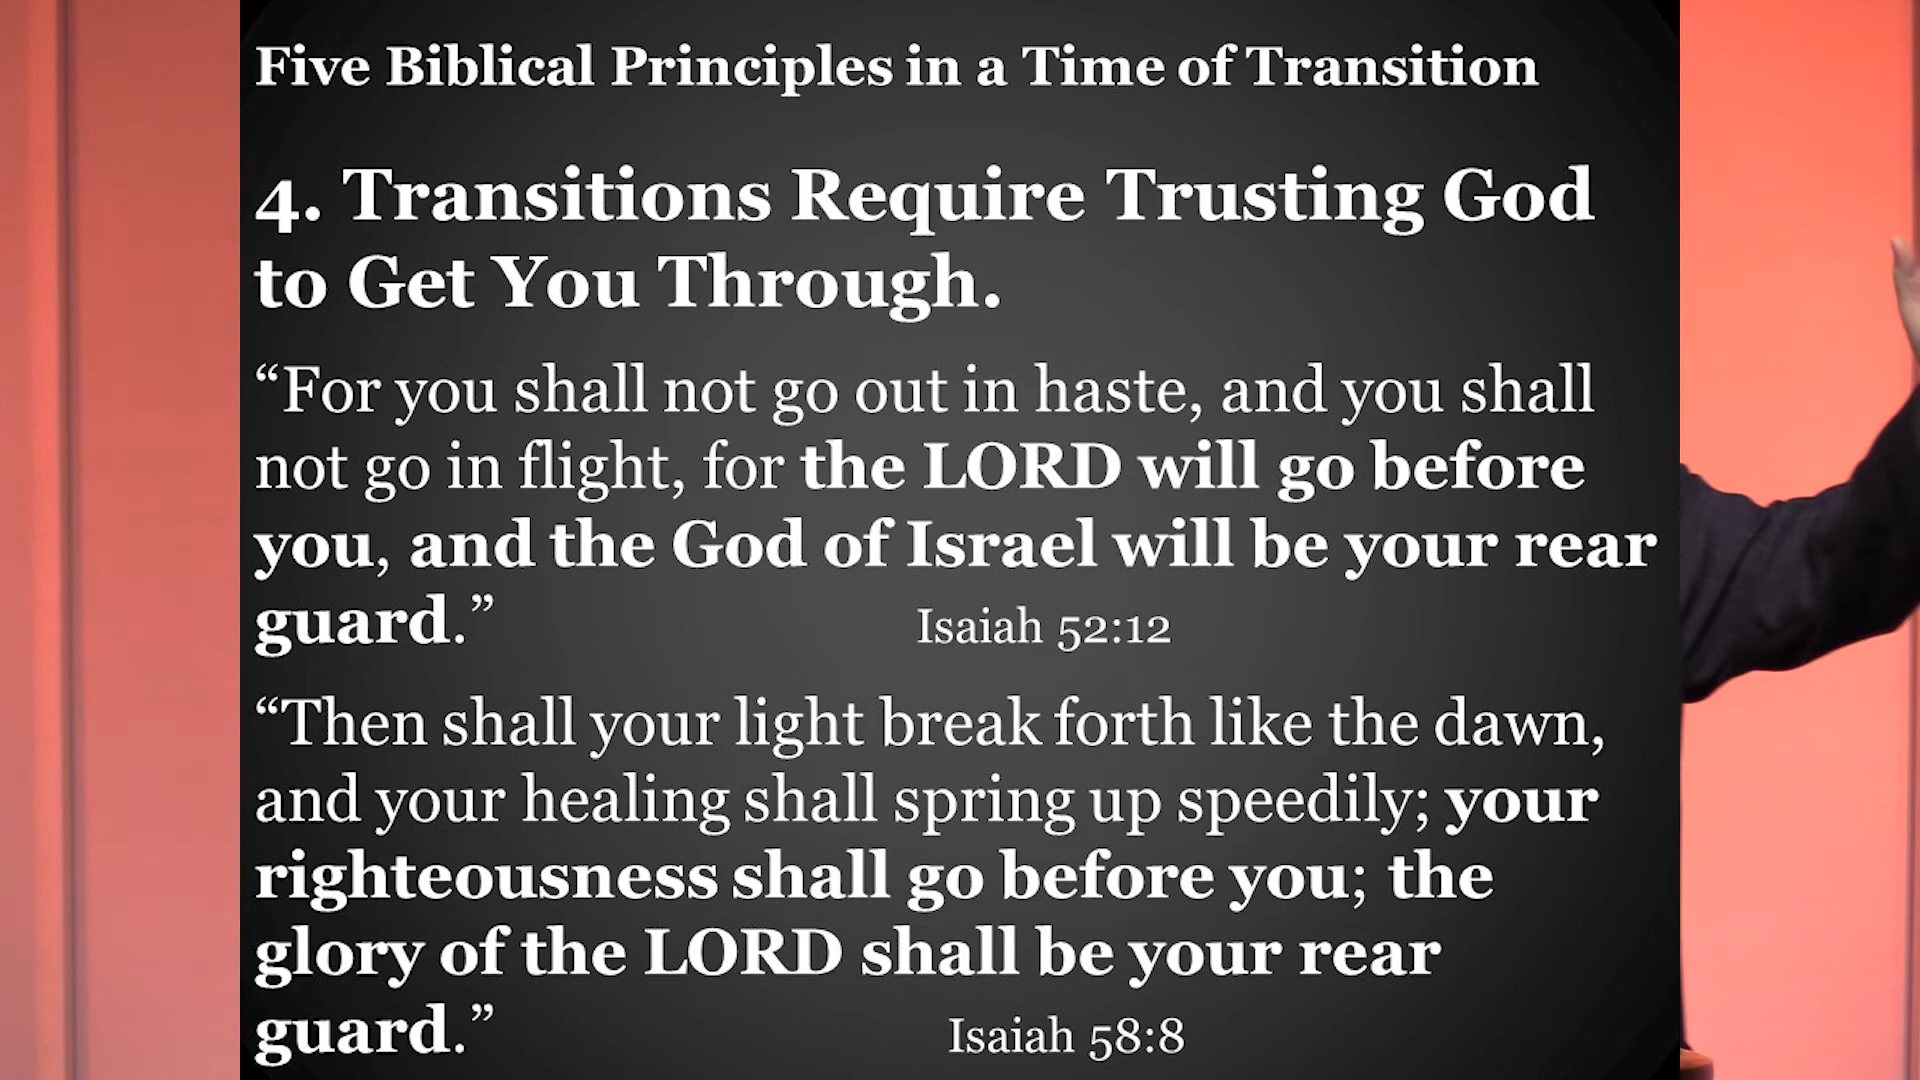 Five Biblical Principles in a Time of Transition
4. Transitions Require Trusting God
to Get You Through.
“For you shall not go out in haste, and you shall
not go in flight, for the LORD will go before
you, and the God of Israel will be your rear
guard.” Isaiah 52:12
“Then shall your light break forth like the dawn,
and your healing shall spring up speedily; your
righteousness shall go before you; the
glory of the LORD shall be your rear
guard.” Isaiah 58:8